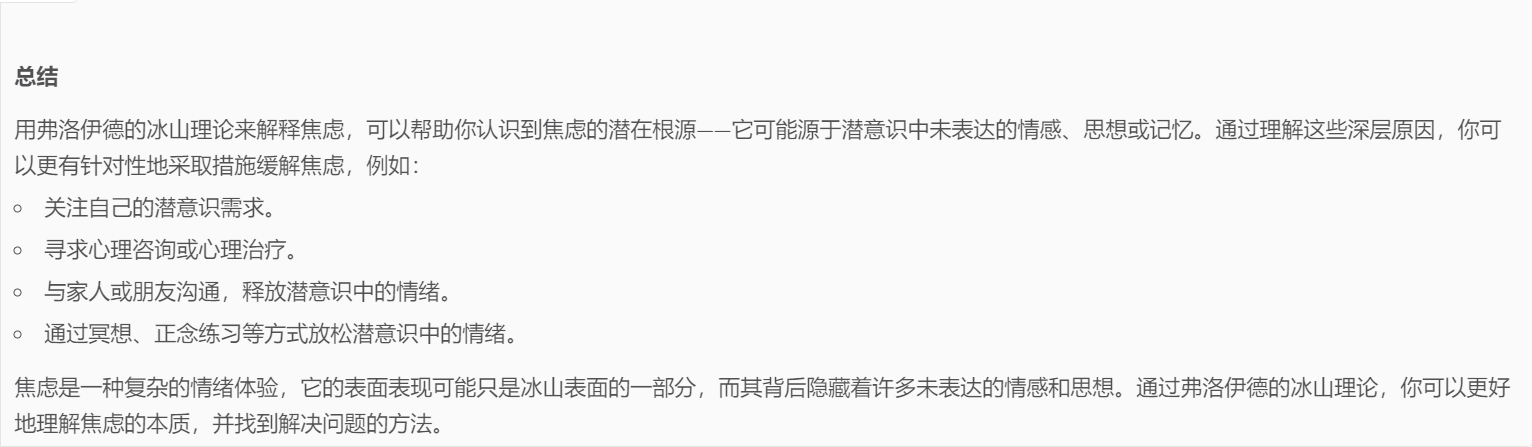 总结
用弗洛伊德的冰山理论来解释焦虑，可以帮助你认识到焦虑的潜在根源——它可能源于潜意识中未表达的情感、思想或记忆。通过理解这些深层原因，你可
以更有针对性地采取措施缓解焦虑，例如：
关注自己的潜意识需求。
寻求心理咨询或心理治疗。
与家人或朋友沟通，释放潜意识中的情绪。
通过冥想、正念练习等方式放松潜意识中的情绪。
焦虑是一种复杂的情绪体验，它的表面表现可能只是冰山表面的一部分，而其背后隐藏着许多未表达的情感和思想。通过弗洛伊德的冰山理论，你可以更好
地理解焦虑的本质，并找到解决问题的方法。